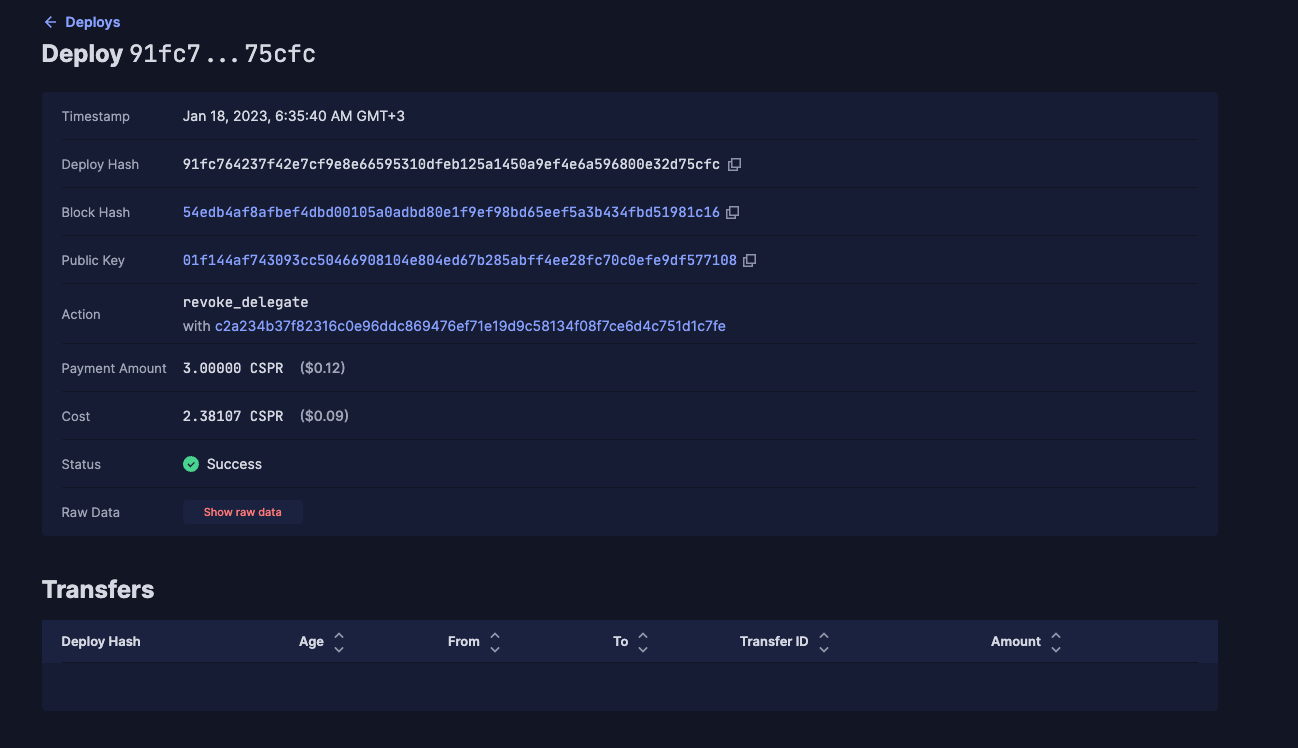 ← Deploys
Deploy 91fc7...75cfc
Timestamp Jan 18, 2023, 6:35:40 AM GMT+3
Deploy Hash 91fc764237f42e7cf9e8e66595310dfeb125a1450a9ef4e6a596800e32d75cfc
Block Hash 54edb4af8afbef4dbd00105a0adbd80e1f9ef98bd65eef5a3b434fbd51981c16
Public Key 01f144af743093cc50466908104e804ed67b285abff4ee28fc70c0efe9df577108
Action
revoke_delegate
with c2a234b37f82316c0e96ddc869476ef71e19d9c58134f08f7ce6d4c751d1c7fe
Payment Amount 3.00000 CSPR ($0.12)
Cost 2.38107 CSPR ($0.09)
Status Success
Raw Data Show raw data
Transfers
Deploy Hash Age From To Transfer ID Amount